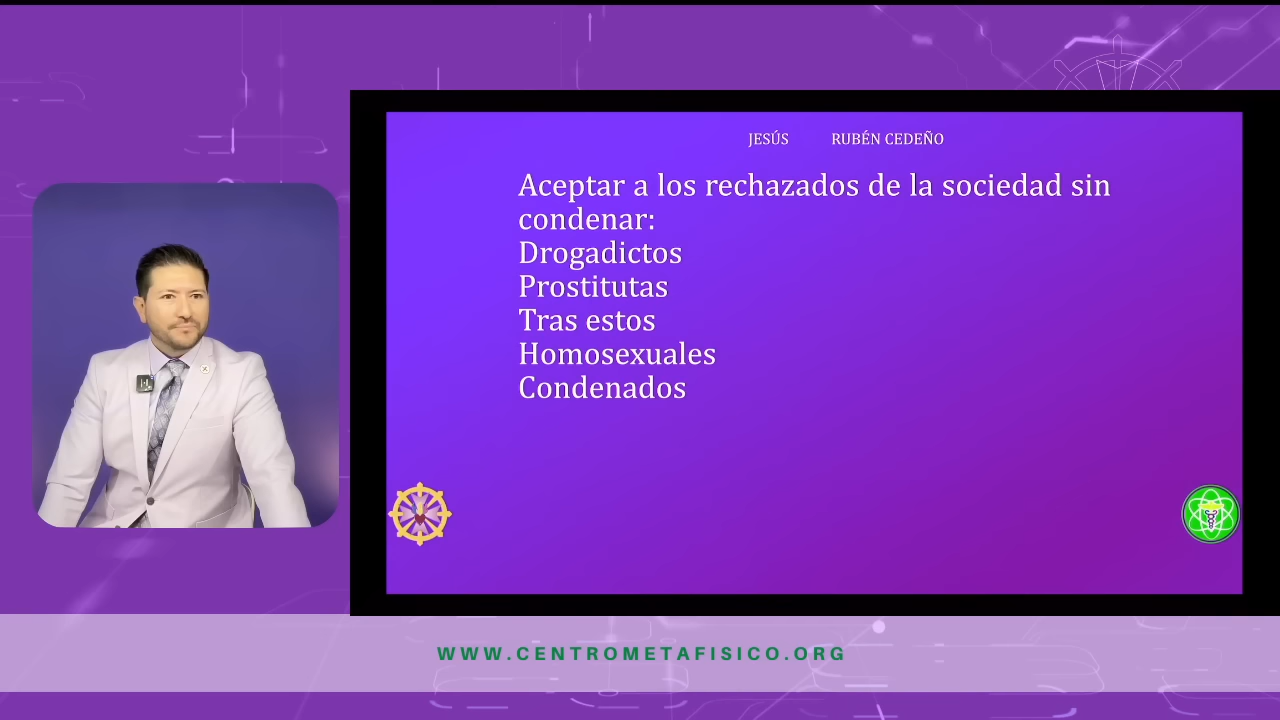 JESÚS RUBÉN CEDEÑO
Aceptar a los rechazados de la sociedad sin
condenar:
Drogadictos
Prostitutas
Tras estos
Homosexuales
Condenados
WWW.CENTROMETAFISICO.ORG